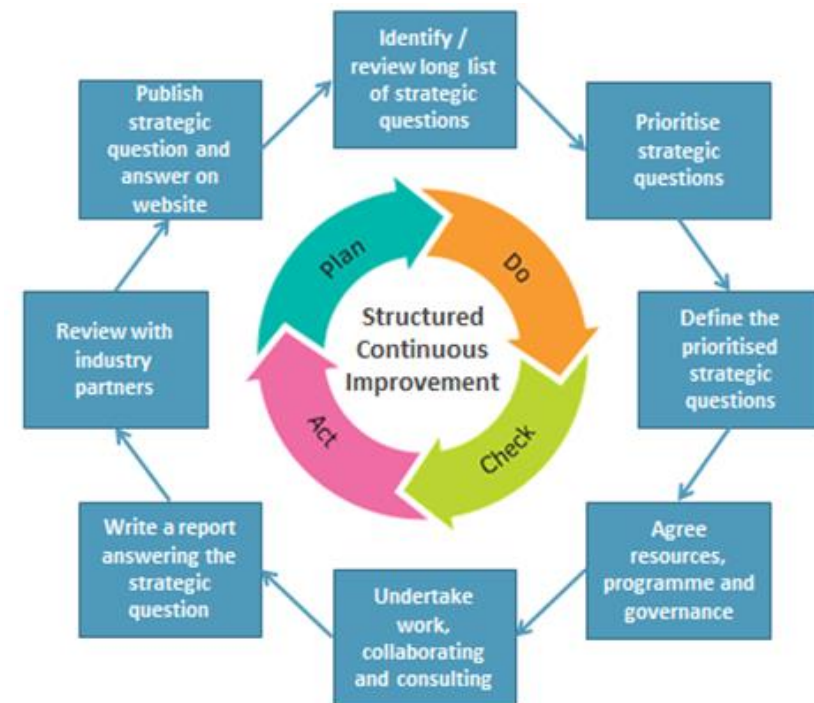 Identify /
review long list
of strategic
questions
Prioritise
strategic
questions
Define the
prioritised
strategic
questions
Agree
resources,
programme and
governance
Undertake
work,
collaborating
and consulting
Write a report
answering the
strategic
question
Review with
industry
partners
Publish
strategic
question and
answer on
website
Plan
Do
Check
Act
Structured
Continuous
Improvement